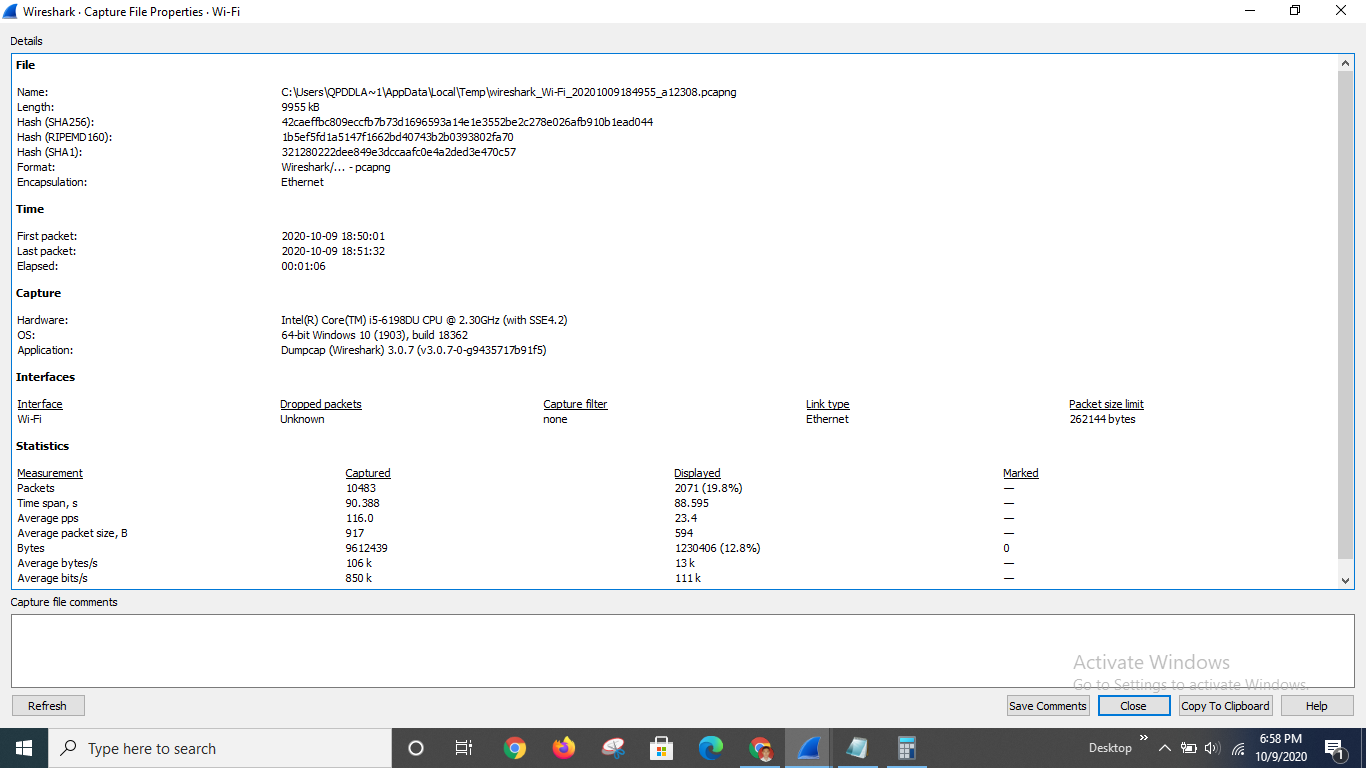 Wireshark · Capture File Properties · Wi-Fi
Details
File
Name: C:\Users\QPDDLA~1\AppData\Local\Temp\wireshark_Wi-Fi_20201009184955_a12308.pcapng
Length: 9955 kB
Hash (SHA256): 42caeffbc809eccfb7b73d1696593a14e1e3552be2c278e026afb910b1ead044
Hash (RIPEMD160): 1b5ef5fd1a5147f1662bd40743b2b0393802fa70
Hash (SHA1): 321280222dee849e3dccaafc0e4a2ded3e470c57
Format: Wireshark/... - pcapng
Encapsulation: Ethernet
Time
First packet: 2020-10-09 18:50:01
Last packet: 2020-10-09 18:51:32
Elapsed: 00:01:06
Capture
Hardware: Intel(R) Core(TM) i5-6198DU CPU @ 2.30GHz (with SSE4.2)
OS: 64-bit Windows 10 (1903), build 18362
Application: Dumpcap (Wireshark) 3.0.7 (v3.0.7-0-g9435717b91f5)
Interfaces
Interface Dropped packets Capture filter Link type Packet size limit
Wi-Fi Unknown none Ethernet 262144 bytes
Statistics
Measurement Captured Displayed Marked
Packets 10483 2071 (19.8%) —
Time span, s 90.388 88.595 —
Average pps 116.0 23.4 —
Average packet size, B 917 594 —
Bytes 9612439 1230406 (12.8%) 0
Average bytes/s 106 k 13 k —
Average bits/s 850 k 111 k —
Capture file comments
Activate Windows
Go to Settings to activate Windows.
Refresh Save Comments Close Copy To Clipboard Help
Type here to search Desktop » 6:58 PM
10/9/2020 1